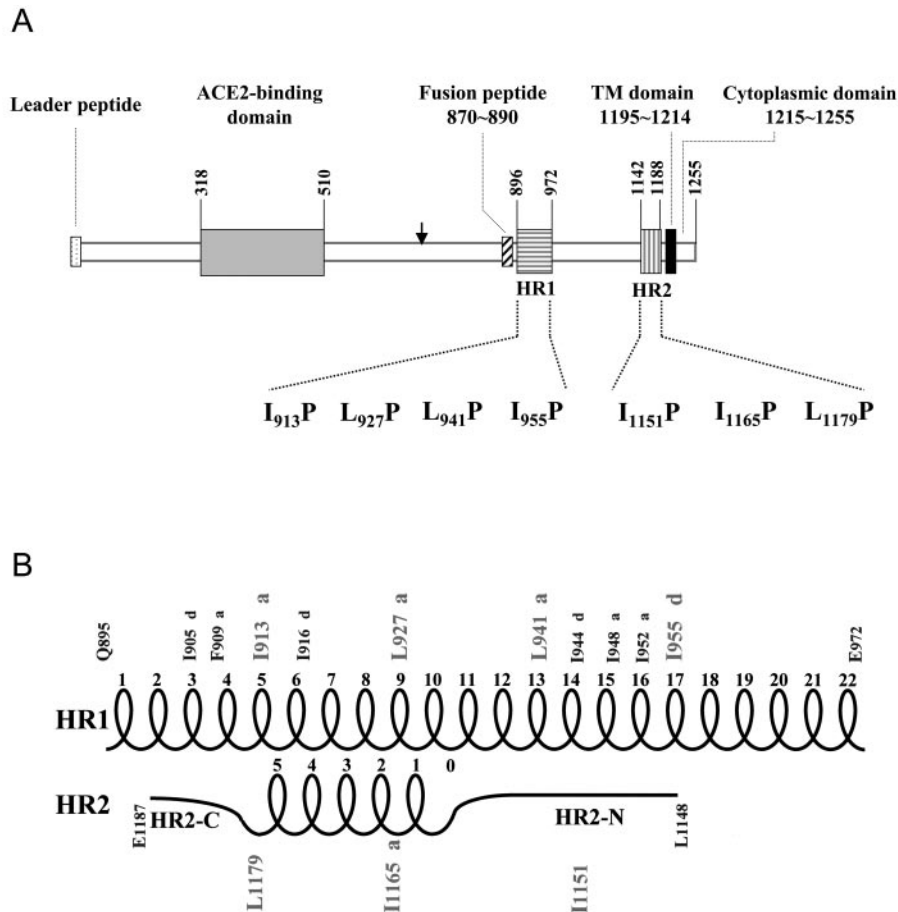 A
Leader peptide
ACE2-binding
domain
Fusion peptide
870~890
TM domain
1195~1214
Cytoplasmic domain
1215~1255
318
510
896
972
1142
1188
1255
HR1
HR2
I913P L927P L941P I955P I1151P I1165P L1179P
B
Q895
I905 d
F909 a
I913 a
I916 d
L927 a
L941 a
I944 d
I948 a
I952 a
I955 d
E972
1 2 3 4 5 6 7 8 9 10 11 12 13 14 15 16 17 18 19 20 21 22
HR1
5 4 3 2 1 0
HR2
E1187
HR2-C
HR2-N
L1148
L1179
I1165 a
I1151